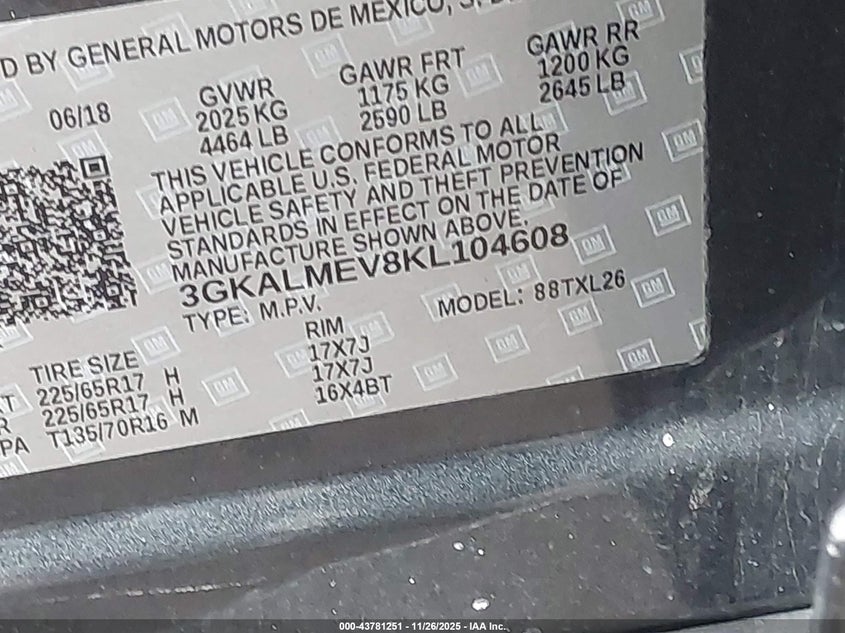 D BY GENERAL MOTORS DE MEXICO, S.
06/18
GVWR
2025 KG
4464 LB
GAWR FRT
1175 KG
2590 LB
GAWR RR
1200 KG
2645 LB
THIS VEHICLE CONFORMS TO ALL
APPLICABLE U.S. FEDERAL MOTOR
VEHICLE SAFETY AND THEFT PREVENTION
STANDARDS IN EFFECT ON THE DATE OF
MANUFACTURE SHOWN ABOVE.
3GKALMEV8KL104608
TYPE: M.P.V.
MODEL: 88TXL26
TIRE SIZE
RIM
T 225/65R17 H 17X7J
R 225/65R17 H 17X7J
PA T135/70R16 M 16X4BT
000-43781251 - 11/26/2025 - IAA Inc.